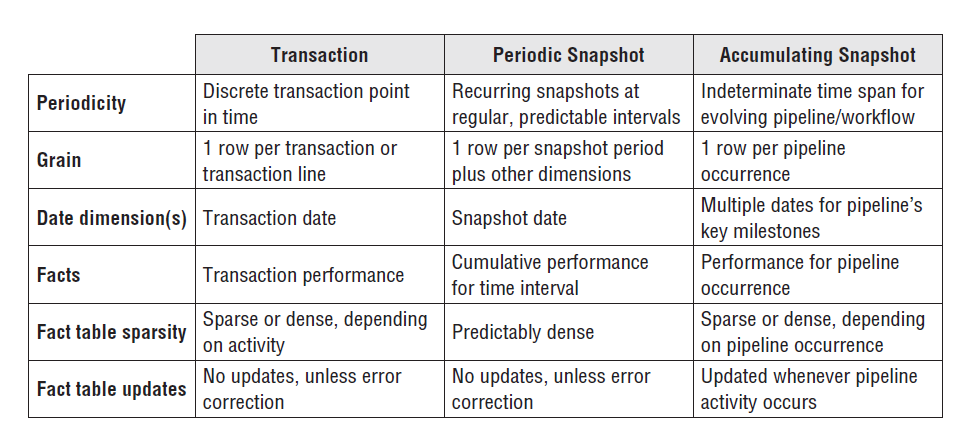 Transaction
Periodic Snapshot
Accumulating Snapshot
Periodicity
Discrete transaction point
in time
Recurring snapshots at
regular, predictable intervals
Indeterminate time span for
evolving pipeline/workflow
Grain
1 row per transaction or
transaction line
1 row per snapshot period
plus other dimensions
1 row per pipeline
occurrence
Date dimension(s)
Transaction date
Snapshot date
Multiple dates for pipeline’s
key milestones
Facts
Transaction performance
Cumulative performance
for time interval
Performance for pipeline
occurrence
Fact table sparsity
Sparse or dense, depending
on activity
Predictably dense
Sparse or dense, depending
on pipeline occurrence
Fact table updates
No updates, unless error
correction
No updates, unless error
correction
Updated whenever pipeline
activity occurs